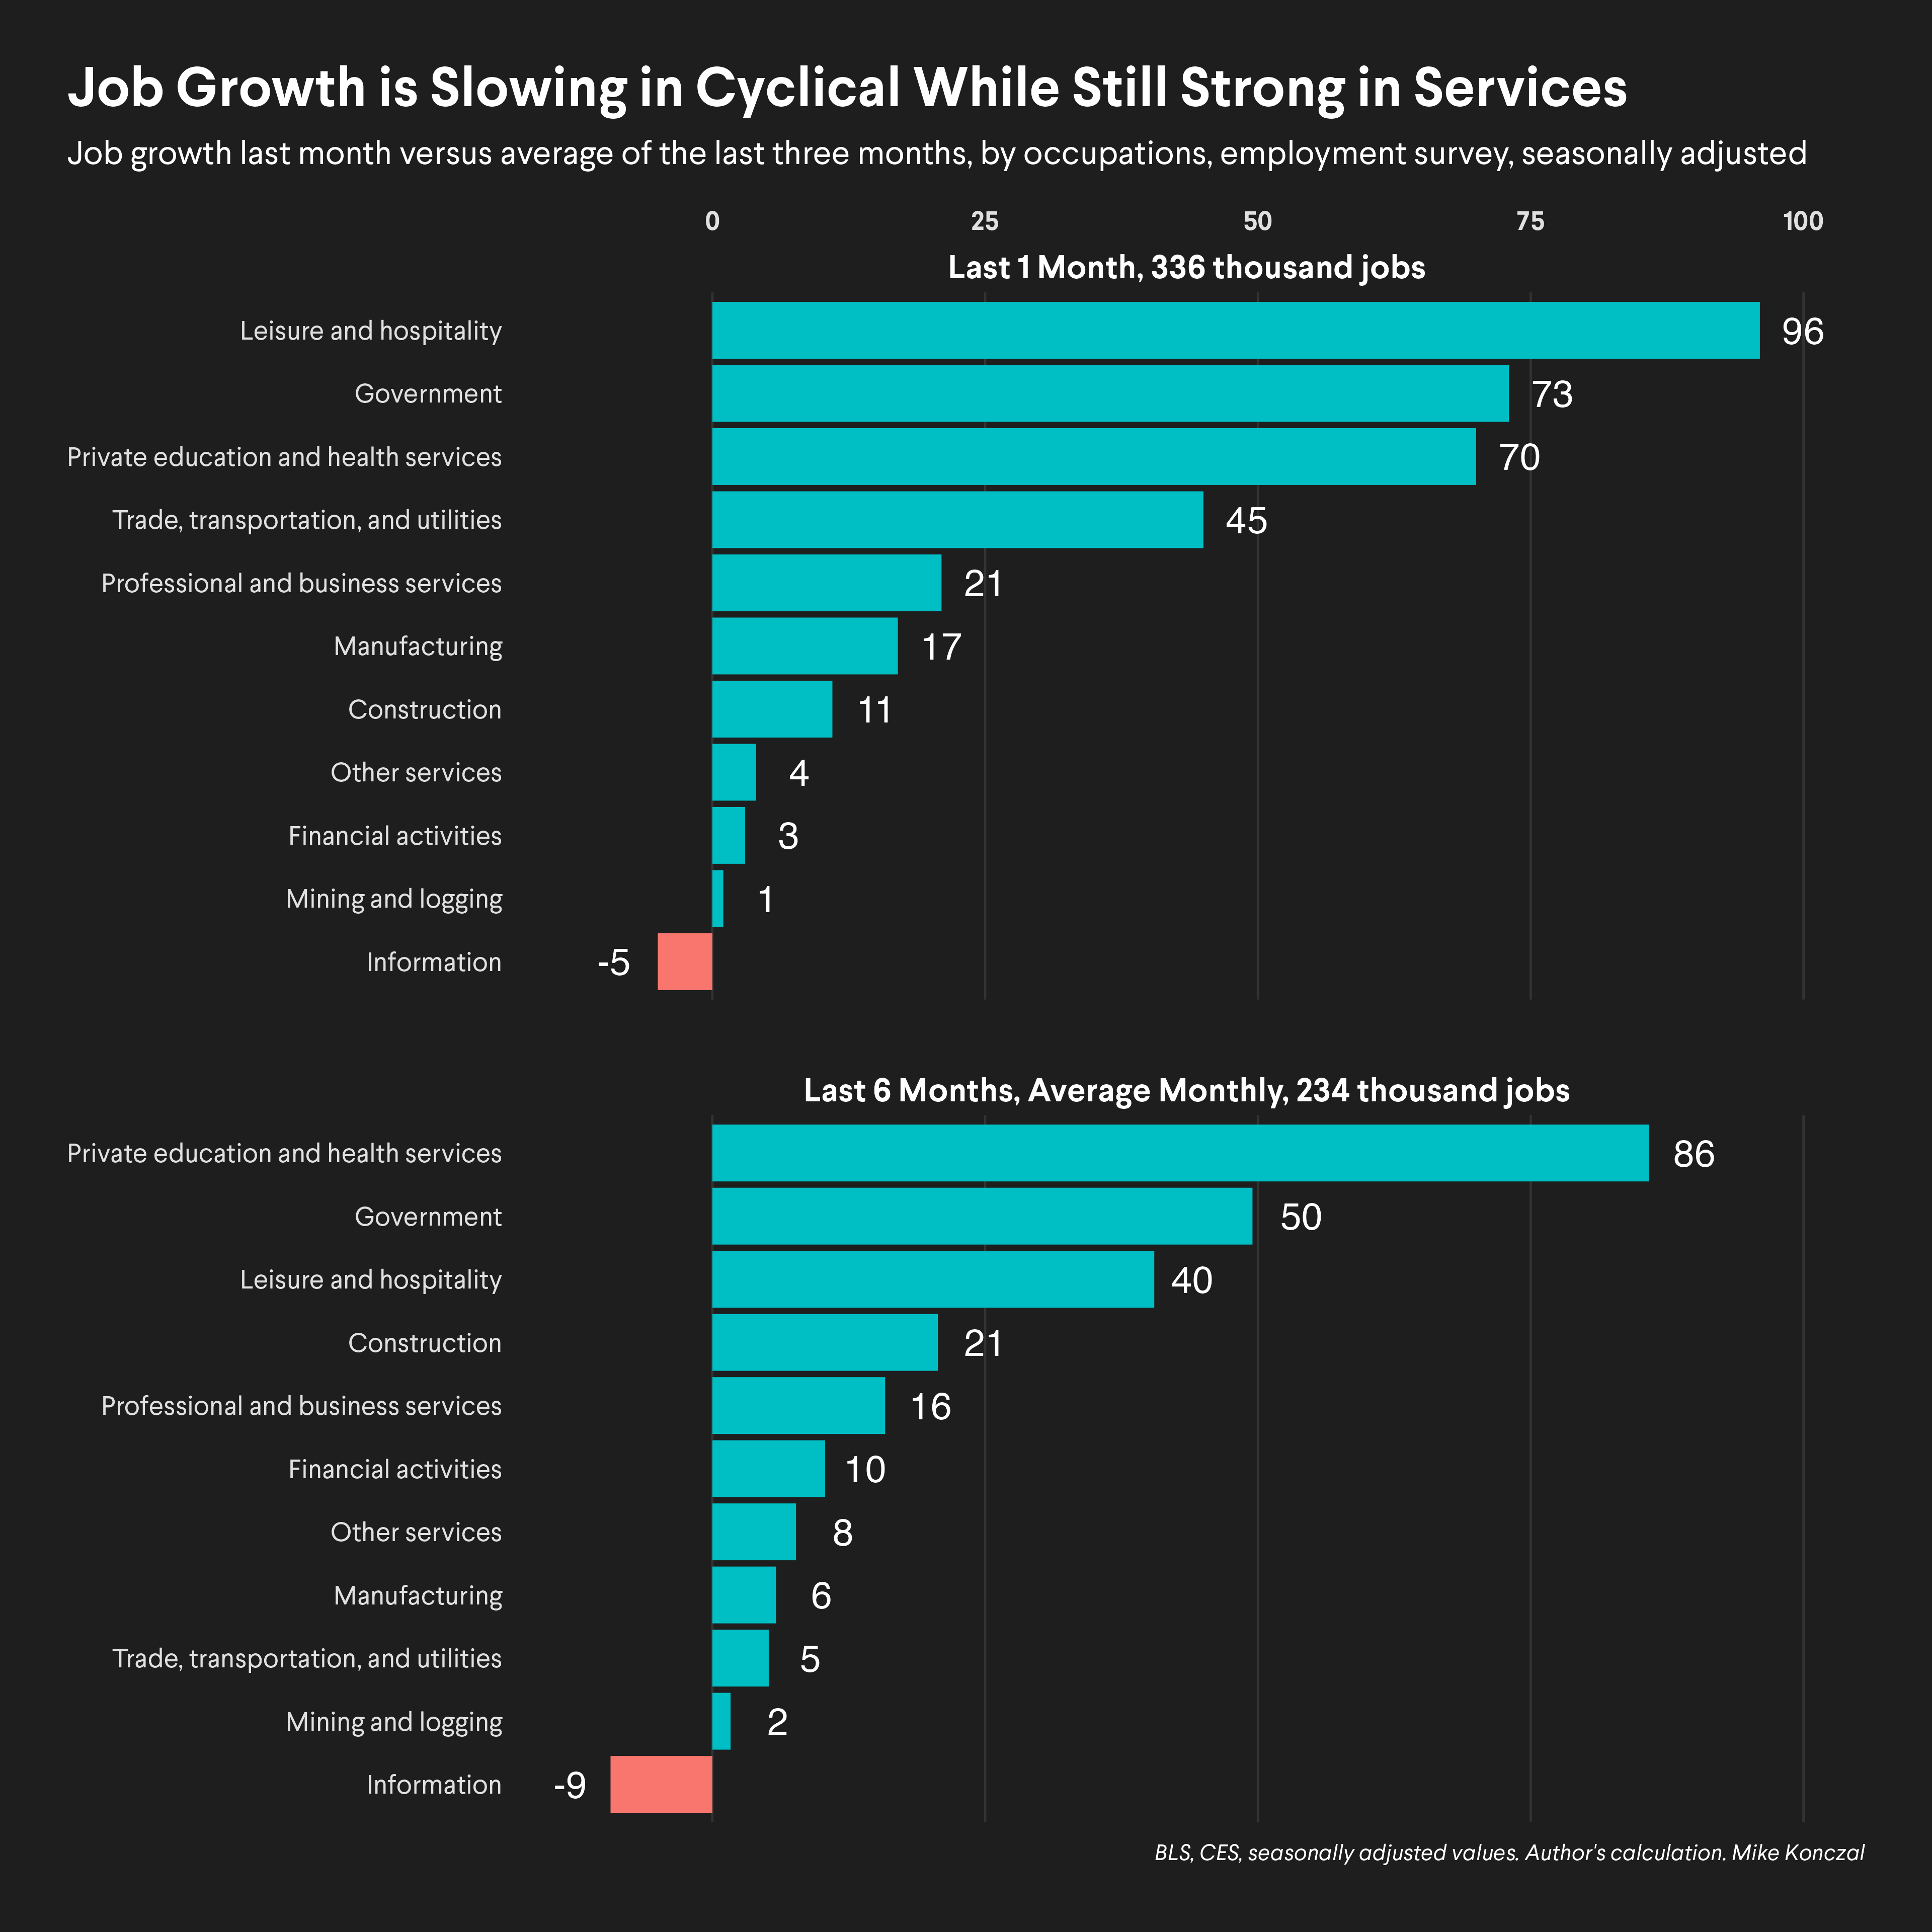 Job Growth is Slowing in Cyclical While Still Strong in Services
Job growth last month versus average of the last three months, by occupations, employment survey, seasonally adjusted
0 25 50 75 100
Last 1 Month, 336 thousand jobs
Leisure and hospitality 96
Government 73
Private education and health services 70
Trade, transportation, and utilities 45
Professional and business services 21
Manufacturing 17
Construction 11
Other services 4
Financial activities 3
Mining and logging 1
Information -5
Last 6 Months, Average Monthly, 234 thousand jobs
Private education and health services 86
Government 50
Leisure and hospitality 40
Construction 21
Professional and business services 16
Financial activities 10
Other services 8
Manufacturing 6
Trade, transportation, and utilities 5
Mining and logging 2
Information -9
BLS, CES, seasonally adjusted values. Author's calculation. Mike Konczal